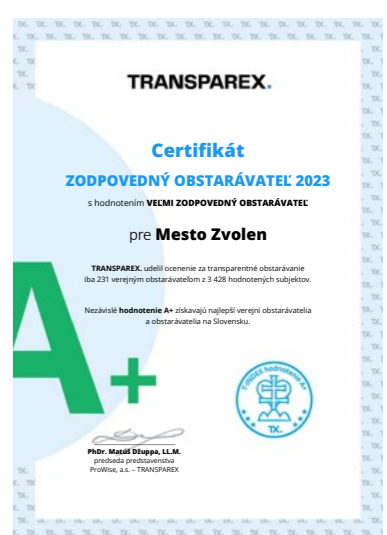 TRANSPAREX.
Certifikát
ZODPOVEDNÝ OBSTARÁVATEĽ 2023
s hodnotením VEĽMI ZODPOVEDNÝ OBSTARÁVATEĽ
pre Mesto Zvolen
TRANSPAREX. udelil ocenenie za transparentné obstarávanie
iba 231 verejným obstarávateľom z 3 428 hodnotených subjektov.
Nezávislé hodnotenie A+ získavajú najlepší verejní obstarávatelia
a obstarávatelia na Slovensku.
A+
T-INDEX hodnotenie A+
TX.
PhDr. Matúš Džuppa, LL.M.
predseda predstavenstva
ProWise, a.s. – TRANSPAREX